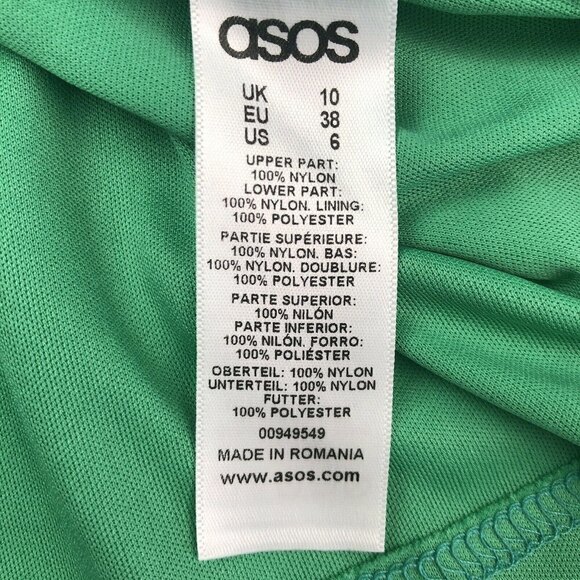 asos
UK 10
EU 38
US 6
UPPER PART:
100% NYLON
LOWER PART:
100% NYLON. LINING:
100% POLYESTER
PARTIE SUPÉRIEURE:
100% NYLON. BAS:
100% NYLON. DOUBLURE:
100% POLYESTER
PARTE SUPERIOR:
100% NILÓN
PARTE INFERIOR:
100% NILÓN. FORRO:
100% POLIÉSTER
OBERTEIL: 100% NYLON
UNTERTEIL: 100% NYLON
FUTTER:
100% POLYESTER
00949549
MADE IN ROMANIA
www.asos.com